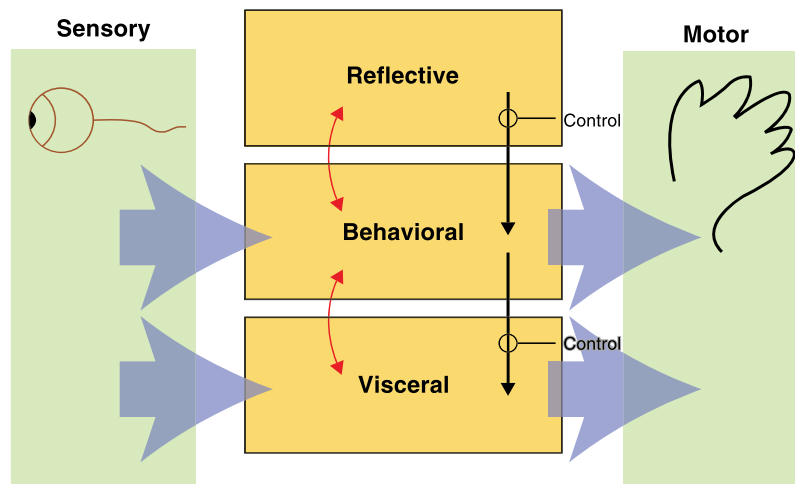 Sensory
Reflective
Motor
Control
Behavioral
Control
Visceral